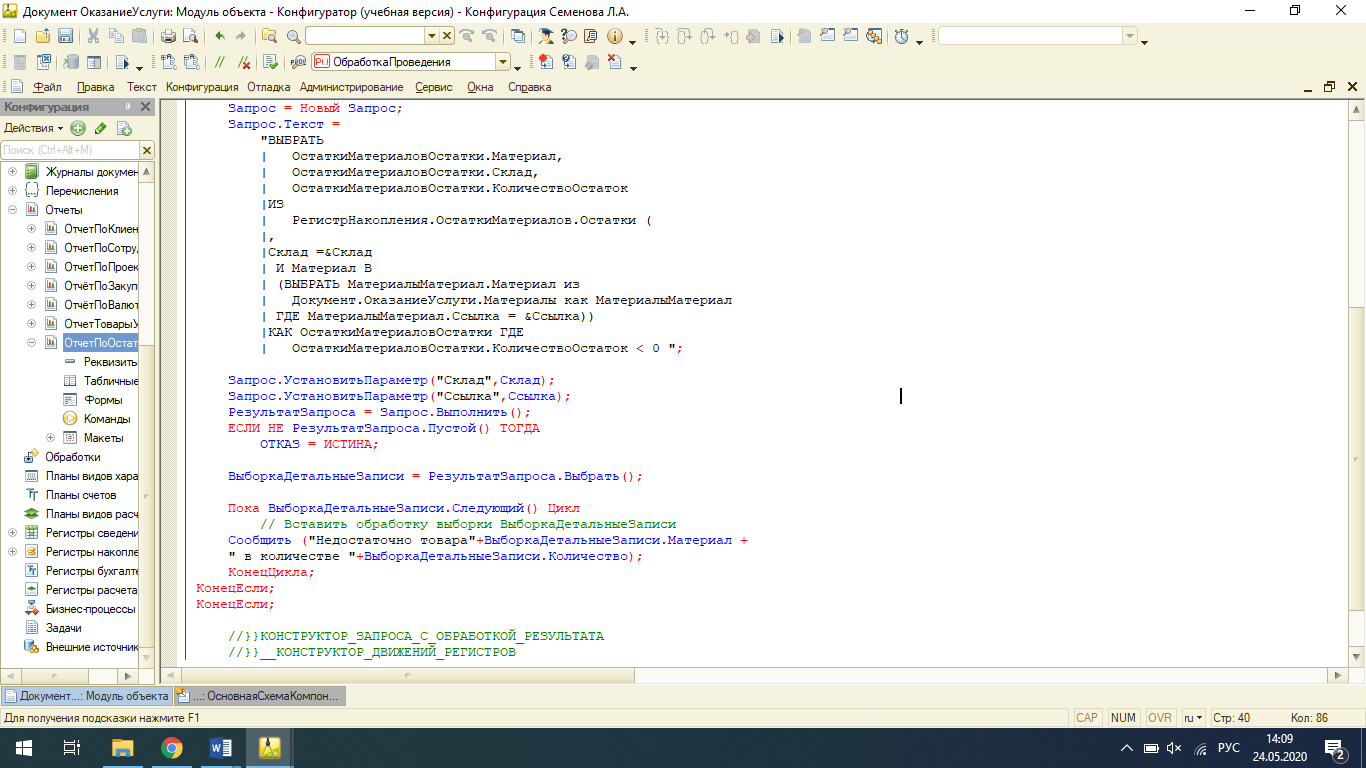 Документ ОказаниеУслуги: Модуль объекта - Конфигуратор (учебная версия) - Конфигурация Семенова Л.А.
ОбработкаПроведения
Файл Правка Текст Конфигурация Отладка Администрирование Сервис Окна Справка
Конфигурация
Действия
Поиск (Ctrl+Alt+M)
Журналы докумен
Перечисления
Отчеты
ОтчетПоКлиен
ОтчетПоСотру
ОтчетПоПроек
ОтчётПоЗакуп
ОтчётПоВалют
ОтчетТоварыУ
ОтчетПоОстат
Реквизиты
Табличные
Формы
Команды
Макеты
Обработки
Планы видов хара
Планы счетов
Планы видов расч
Регистры сведени
Регистры накопле
Регистры бухгалте
Регистры расчета
Бизнес-процессы
Задачи
Внешние источник
Запрос = Новый Запрос;
Запрос.Текст =
"ВЫБРАТЬ
| ОстаткиМатериаловОстатки.Материал,
| ОстаткиМатериаловОстатки.Склад,
| ОстаткиМатериаловОстатки.КоличествоОстаток
|ИЗ
| РегистрНакопления.ОстаткиМатериалов.Остатки (
|,
|Склад =&Склад
| И Материал В
| (ВЫБРАТЬ МатериалыМатериал.Материал из
| Документ.ОказаниеУслуги.Материалы как МатериалыМатериал
| ГДЕ МатериалыМатериал.Ссылка = &Ссылка))
|КАК ОстаткиМатериаловОстатки ГДЕ
| ОстаткиМатериаловОстатки.КоличествоОстаток < 0 ";
Запрос.УстановитьПараметр("Склад",Склад);
Запрос.УстановитьПараметр("Ссылка",Ссылка);
РезультатЗапроса = Запрос.Выполнить();
ЕСЛИ НЕ РезультатЗапроса.Пустой() ТОГДА
ОТКАЗ = ИСТИНА;
ВыборкаДетальныеЗаписи = РезультатЗапроса.Выбрать();
Пока ВыборкаДетальныеЗаписи.Следующий() Цикл
// Вставить обработку выборки ВыборкаДетальныеЗаписи
Сообщить ("Недостаточно товара"+ВыборкаДетальныеЗаписи.Материал +
" в количестве "+ВыборкаДетальныеЗаписи.Количество);
КонецЦикла;
КонецЕсли;
КонецЕсли;
//}}КОНСТРУКТОР_ЗАПРОСА_С_ОБРАБОТКОЙ_РЕЗУЛЬТАТА
//}}__КОНСТРУКТОР_ДВИЖЕНИЙ_РЕГИСТРОВ
Документ...: Модуль объекта ...: ОсновнаяСхемаКомпон...
Для получения подсказки нажмите F1 CAP NUM OVR ru Стр: 40 Кол: 86
РУС 14:09
24.05.2020
2